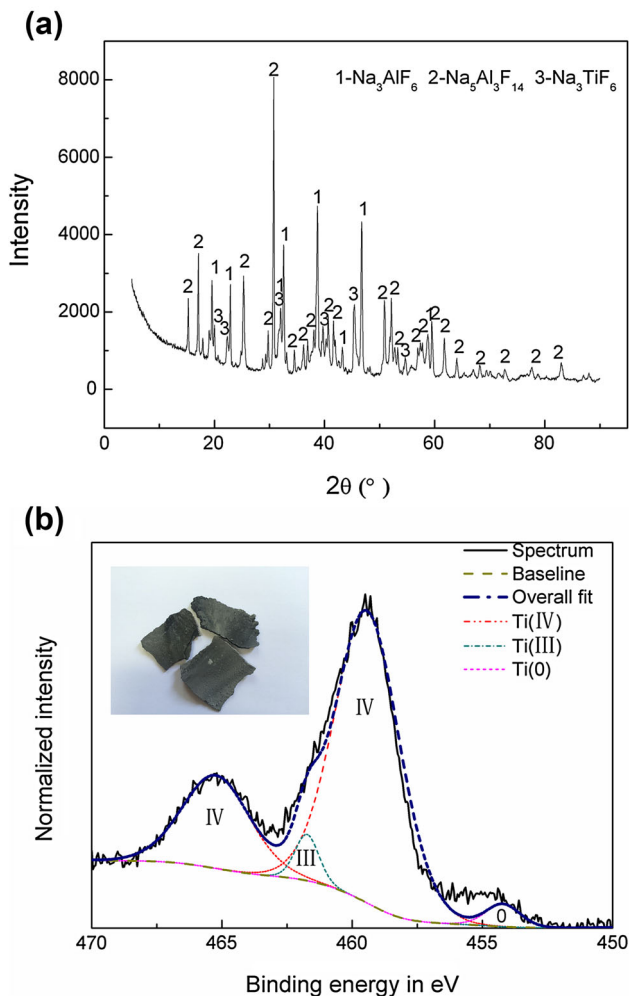 (a)
1-Na₃AlF₆ 2-Na₅Al₃F₁₄ 3-Na₃TiF₆
Intensity
8000
6000
4000
2000
0
2 2 1 3 3 1 2 2 2 3 1 1 2 2 2 2 1 3 2 2 1 3 1 2 2 2 3 2 2 2 1 2 2 2 2 2 2
0 20 40 60 80
2θ (°)
(b)
Spectrum
Baseline
Overall fit
Ti(Ⅳ)
Ti(Ⅲ)
Ti(0)
Normalized intensity
Ⅳ
Ⅳ
Ⅲ
0
470 465 460 455 450
Binding energy in eV